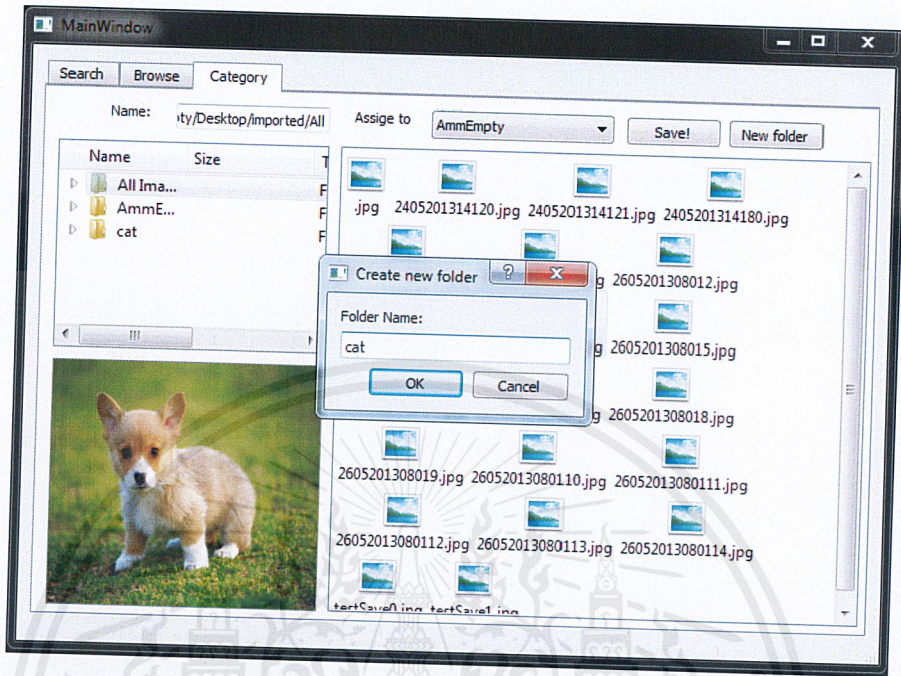 MainWindow
Search Browse Category
Name: ty/Desktop/imported/All Assige to AmmEmpty Save! New folder
Name Size T
All Ima... F
AmmE... F
cat F
.jpg 2405201314120.jpg 2405201314121.jpg 2405201314180.jpg
g 2605201308012.jpg
g 2605201308015.jpg
g 2605201308018.jpg
Create new folder ?
Folder Name:
cat
OK Cancel
2605201308019.jpg 26052013080110.jpg 26052013080111.jpg
26052013080112.jpg 26052013080113.jpg 26052013080114.jpg